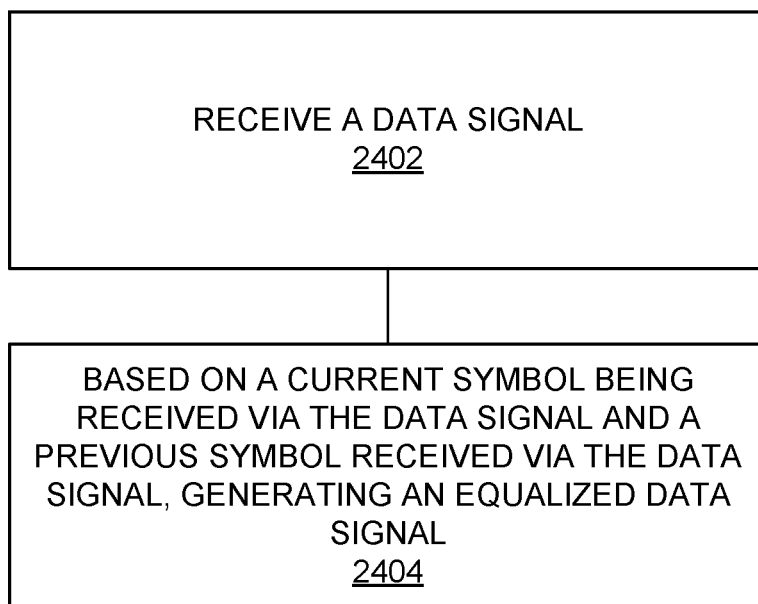 RECEIVE A DATA SIGNAL
2402
BASED ON A CURRENT SYMBOL BEING
RECEIVED VIA THE DATA SIGNAL AND A
PREVIOUS SYMBOL RECEIVED VIA THE DATA
SIGNAL, GENERATING AN EQUALIZED DATA
SIGNAL
2404